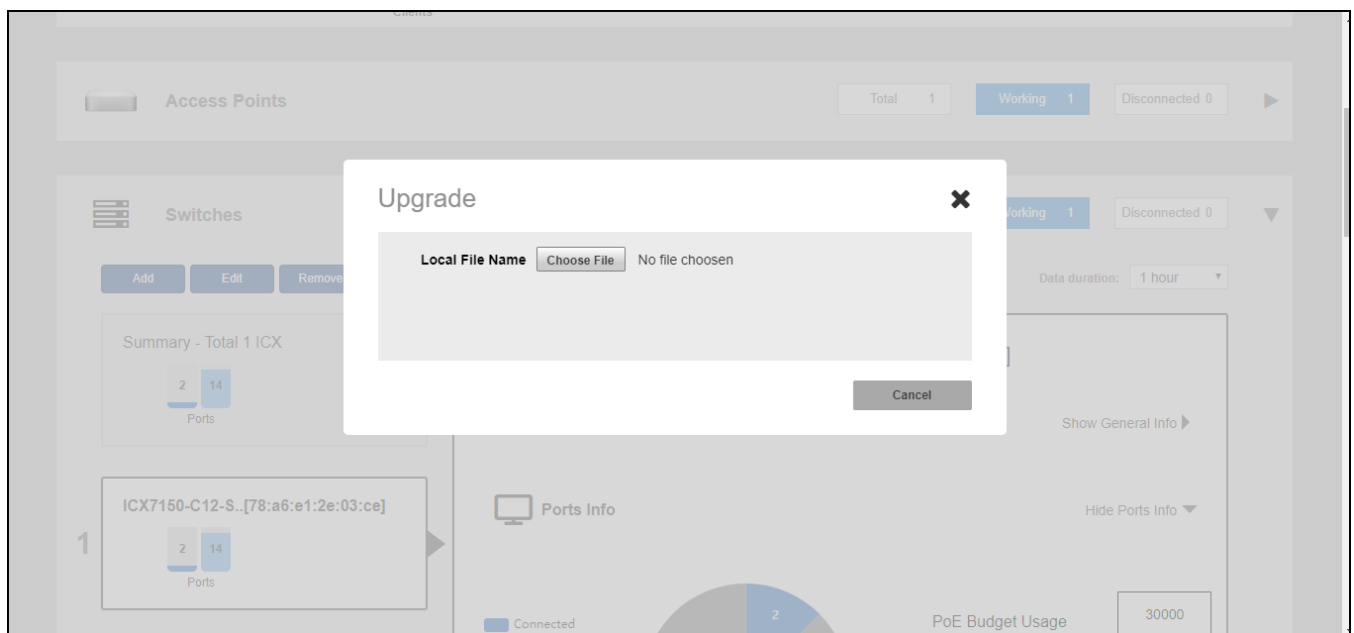 Clients
Access Points
Total 1
Working 1
Disconnected 0
Switches
Working 1
Disconnected 0
Upgrade
Local File Name Choose File No file choosen
Cancel
Add Edit Remove
Data duration: 1 hour
Summary - Total 1 ICX
2 14
Ports
]
Show General Info
1
ICX7150-C12-S..[78:a6:e1:2e:03:ce]
2 14
Ports
Ports Info
Hide Ports Info
Connected
2
PoE Budget Usage
30000